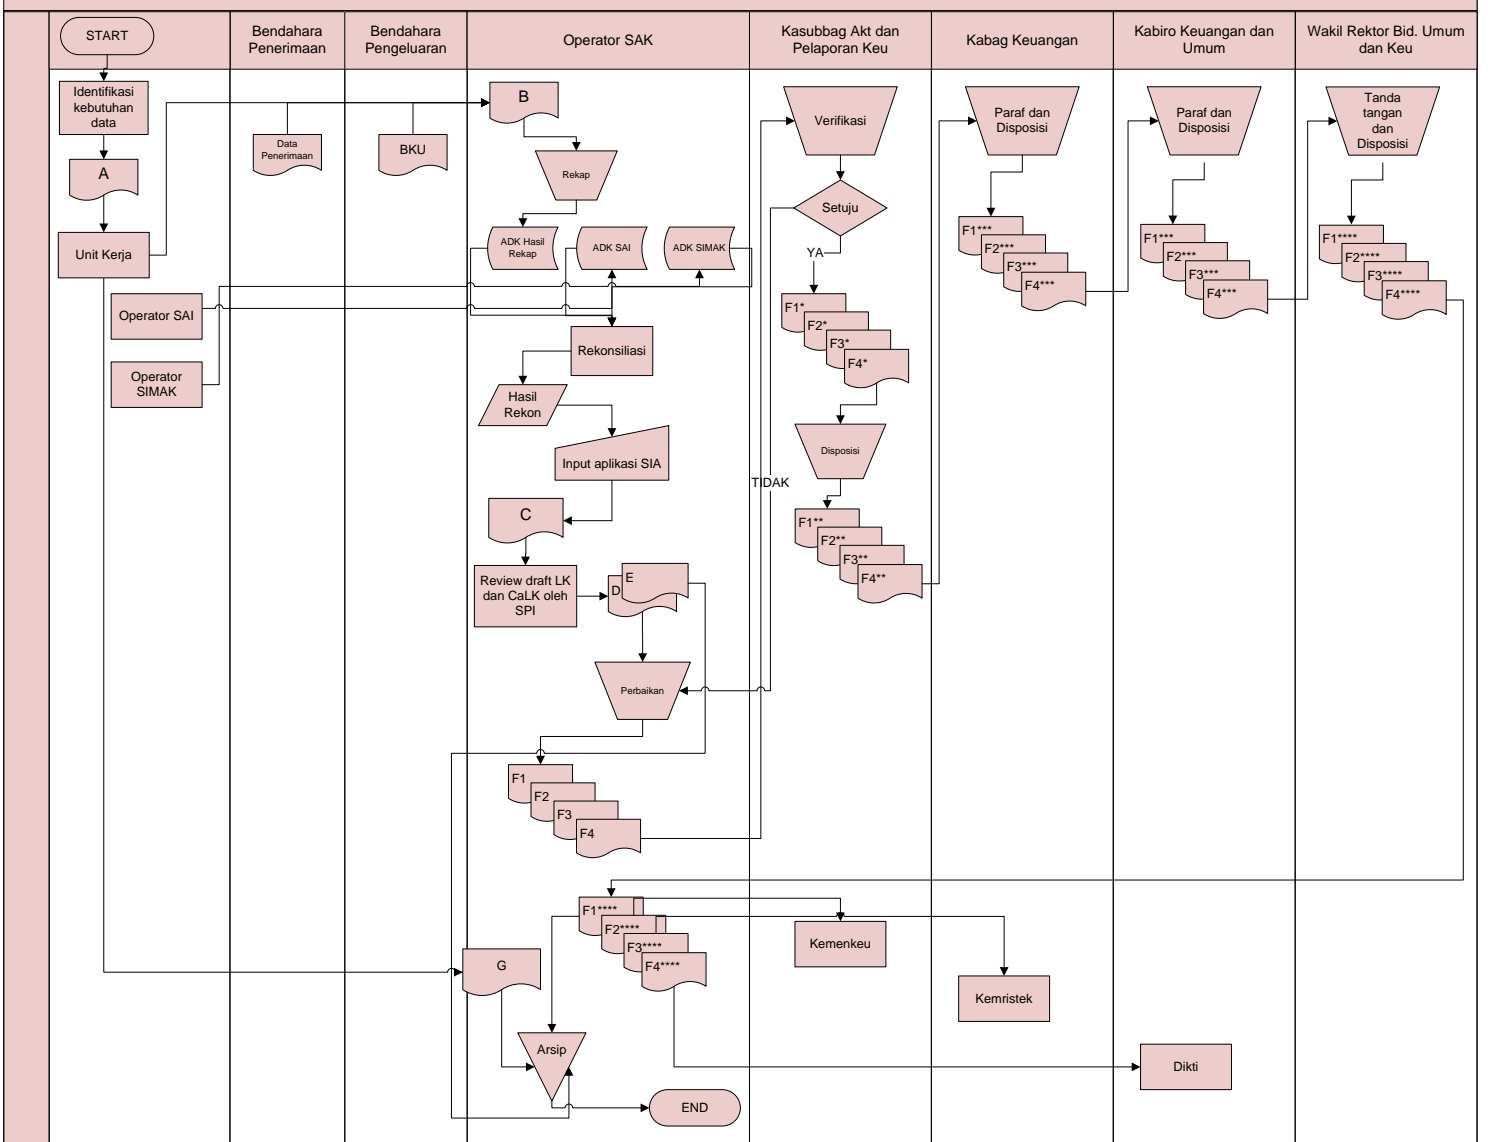 START
Bendahara
Penerimaan
Bendahara
Pengeluaran
Operator SAK
Kasubbag Akt dan
Pelaporan Keu
Kabag Keuangan
Kabiro Keuangan dan
Umum
Wakil Rektor Bid. Umum
dan Keu
Identifikasi
kebutuhan
data
A
Unit Kerja
Operator SAI
Operator
SIMAK
Data
Penerimaan
BKU
B
Rekap
ADK Hasil
Rekap
ADK SAI
ADK SIMAK
Rekonsiliasi
Hasil
Rekon
Input aplikasi SIA
C
Review draft LK
dan CaLK oleh
SPI
D
E
Perbaikan
F1
F2
F3
F4
Verifikasi
Setuju
YA
TIDAK
F1*
F2*
F3*
F4*
Disposisi
F1**
F2**
F3**
F4**
Paraf dan
Disposisi
F1***
F2***
F3***
F4***
Paraf dan
Disposisi
F1***
F2***
F3***
F4***
Tanda
tangan
dan
Disposisi
F1****
F2****
F3****
F4****
F1****
F2****
F3****
F4****
G
Arsip
END
Kemenkeu
Kemristek
Dikti